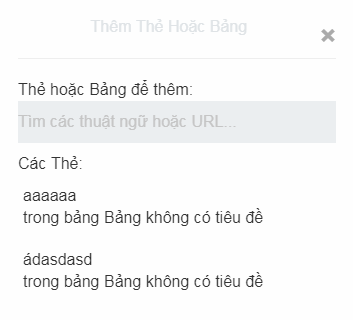 Thêm Thẻ Hoặc Bảng
Thẻ hoặc Bảng để thêm:
Tìm các thuật ngữ hoặc URL...
Các Thẻ:
aaaaaa
trong bảng Bảng không có tiêu đề
ádasdasd
trong bảng Bảng không có tiêu đề